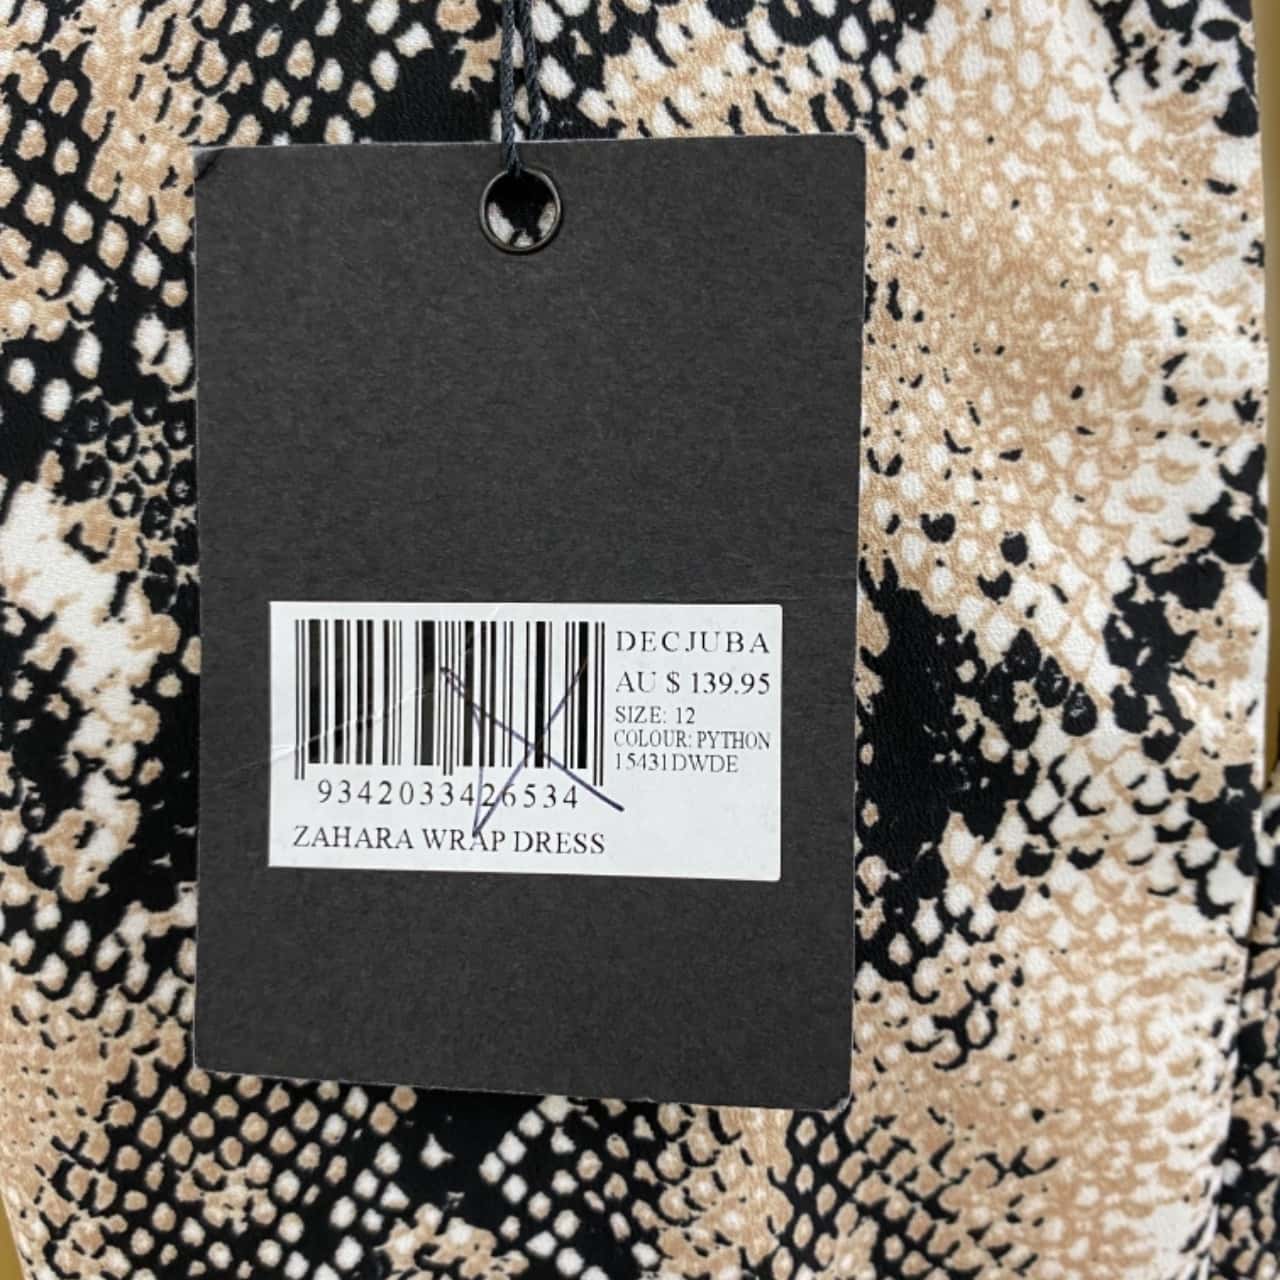 DECJUBA
AU $ 139.95
SIZE: 12
COLOUR: PYTHON
15431DWDE
9342033426534
ZAHARA WRAP DRESS